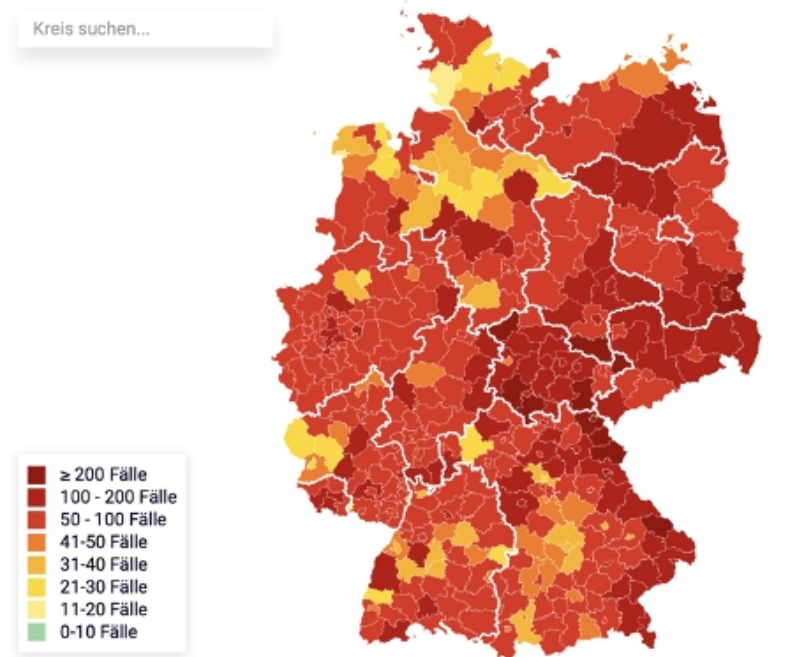 Kreis suchen...
≥ 200 Fälle
100 - 200 Fälle
50 - 100 Fälle
41-50 Fälle
31-40 Fälle
21-30 Fälle
11-20 Fälle
0-10 Fälle